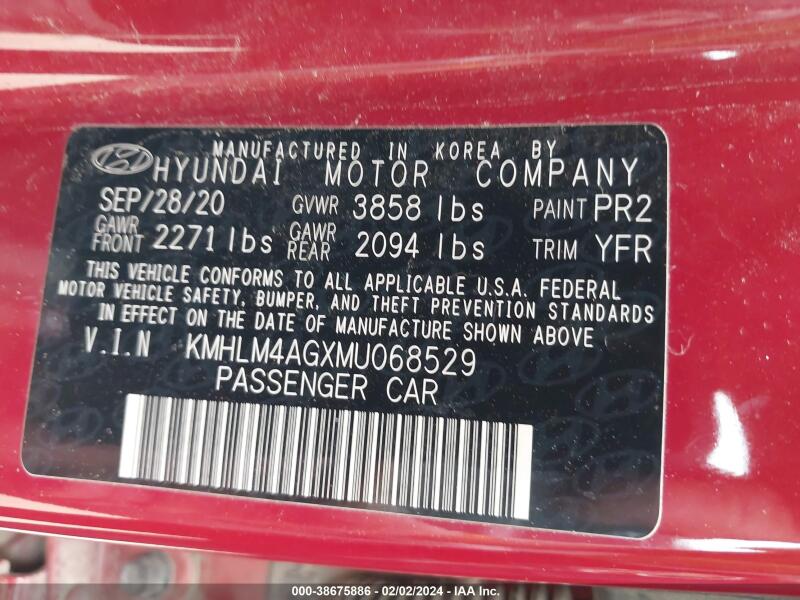 MANUFACTURED IN KOREA BY
HYUNDAI MOTOR COMPANY
SEP/28/20 GVWR 3858 lbs PAINT PR2
GAWR FRONT 2271 lbs GAWR REAR 2094 lbs TRIM YFR
THIS VEHICLE CONFORMS TO ALL APPLICABLE U.S.A. FEDERAL
MOTOR VEHICLE SAFETY, BUMPER, AND THEFT PREVENTION STANDARDS
IN EFFECT ON THE DATE OF MANUFACTURE SHOWN ABOVE
V.I.N KMHLM4AGXMU068529
PASSENGER CAR
000-38675886 - 02/02/2024 - IAA Inc.